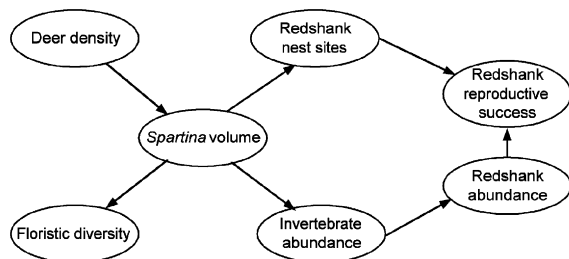 Deer density
Redshank
nest sites
Redshank
reproductive
success
Spartina volume
Redshank
abundance
Floristic diversity
Invertebrate
abundance